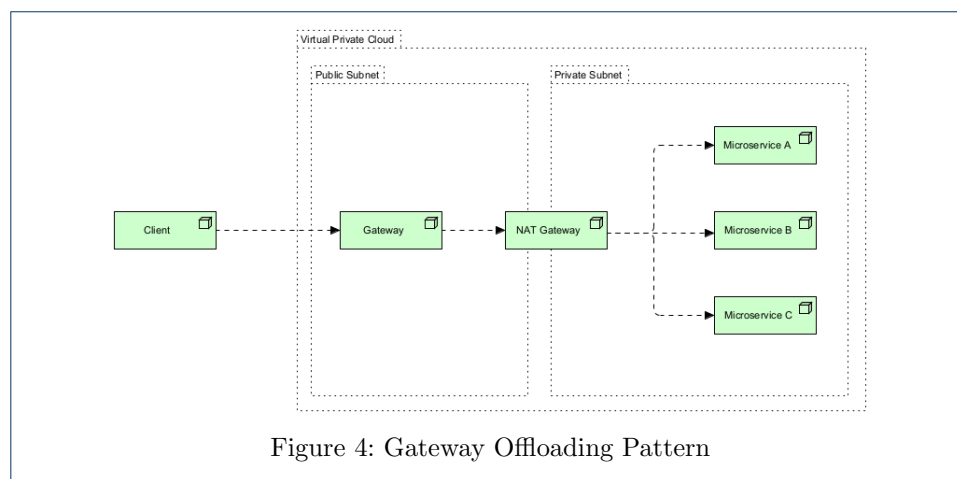 Virtual Private Cloud
Public Subnet
Private Subnet
Microservice A
Client
Gateway
NAT Gateway
Microservice B
Microservice C
Figure 4: Gateway Offloading Pattern